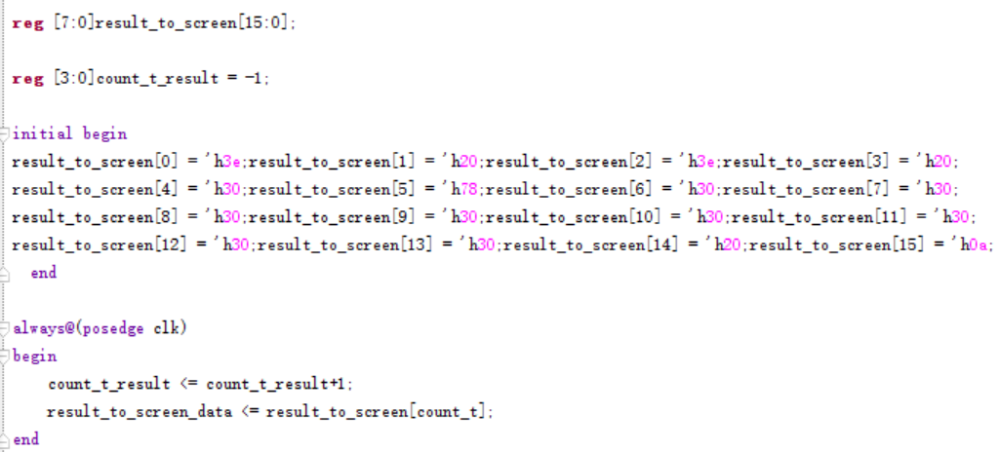 reg [7:0]result_to_screen[15:0];
reg [3:0]count_t_result = -1;
initial begin
result_to_screen[0] = 'h3e;result_to_screen[1] = 'h20;result_to_screen[2] = 'h3e;result_to_screen[3] = 'h20;
result_to_screen[4] = 'h30;result_to_screen[5] = 'h78;result_to_screen[6] = 'h30;result_to_screen[7] = 'h30;
result_to_screen[8] = 'h30;result_to_screen[9] = 'h30;result_to_screen[10] = 'h30;result_to_screen[11] = 'h30;
result_to_screen[12] = 'h30;result_to_screen[13] = 'h30;result_to_screen[14] = 'h20;result_to_screen[15] = 'h0a;
end
always@(posedge clk)
begin
count_t_result <= count_t_result+1;
result_to_screen_data <= result_to_screen[count_t];
end